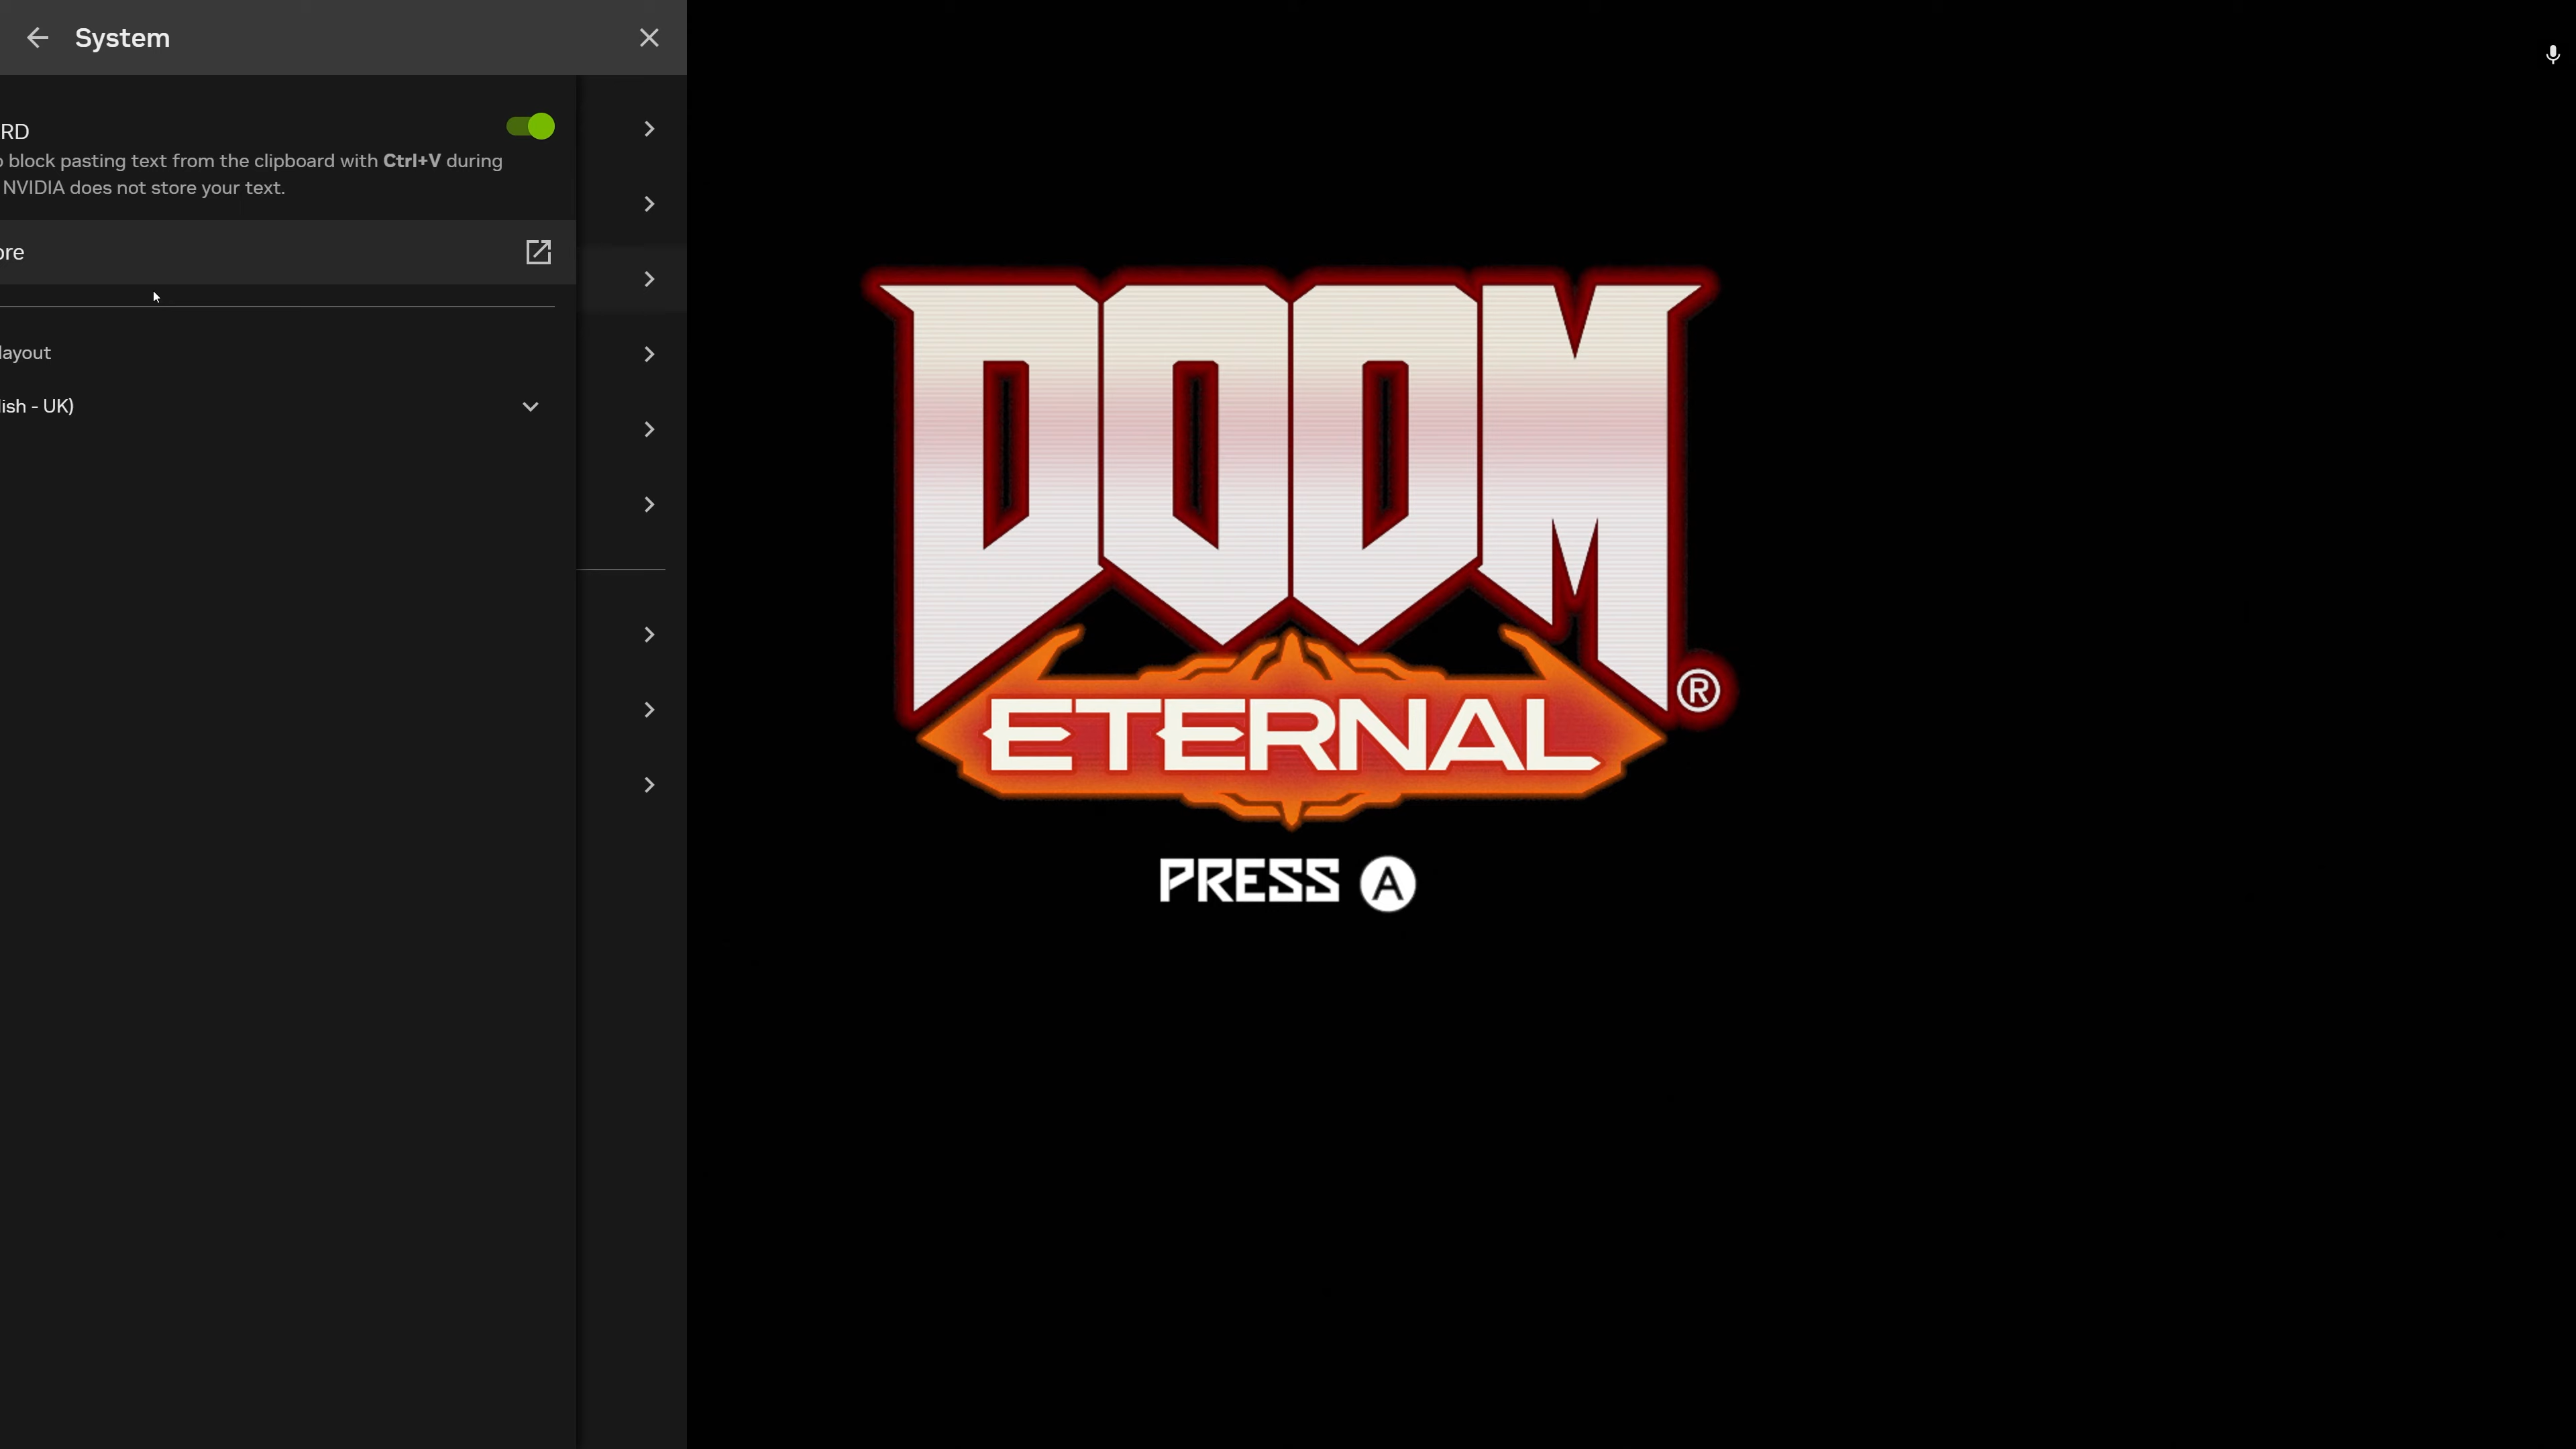 System
RD
block pasting text from the clipboard with Ctrl+V during
NVIDIA does not store your text.
ore
layout
lish - UK)
DOOM
®
ETERNAL
PRESS A